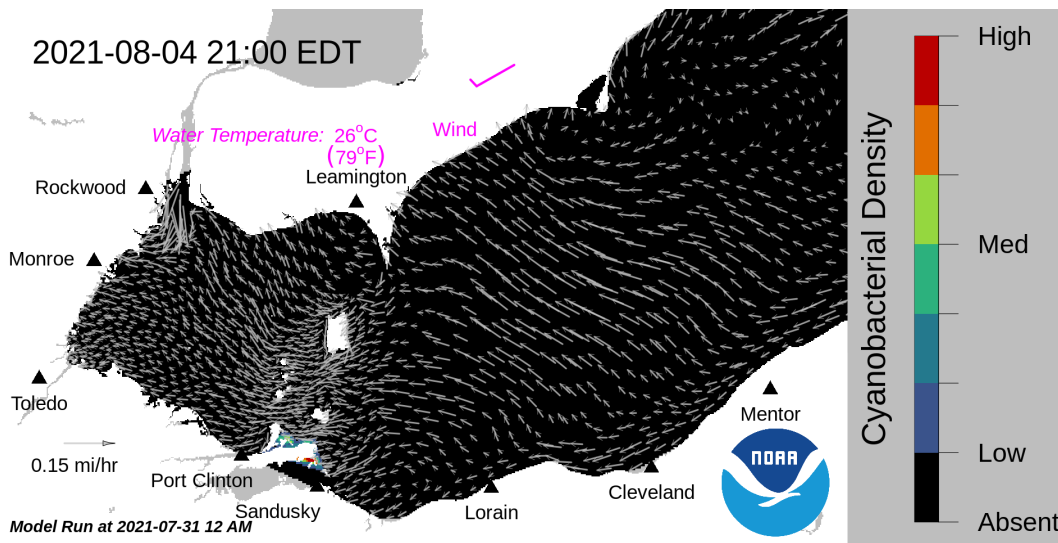 2021-08-04 21:00 EDT
Water Temperature: 26°C
(79°F)
Wind
Leamington
Rockwood
Monroe
Toledo
0.15 mi/hr
Port Clinton
Sandusky
Lorain
Cleveland
Mentor
NOAA
Model Run at 2021-07-31 12 AM
Cyanobacterial Density
High
Med
Low
Absent